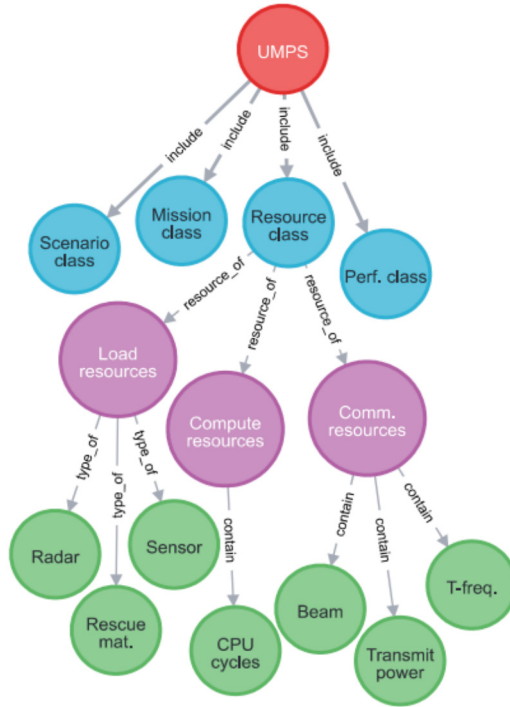 UMPS
include
include
include
include
Scenario
class
Mission
class
Resource
class
Perf. class
resource_of
resource_of
resource_of
Load
resources
Compute
resources
Comm.
resources
type_of
type_of
type_of
contain
contain
contain
contain
Radar
Rescue
mat.
Sensor
CPU
cycles
Beam
Transmit
power
T-freq.